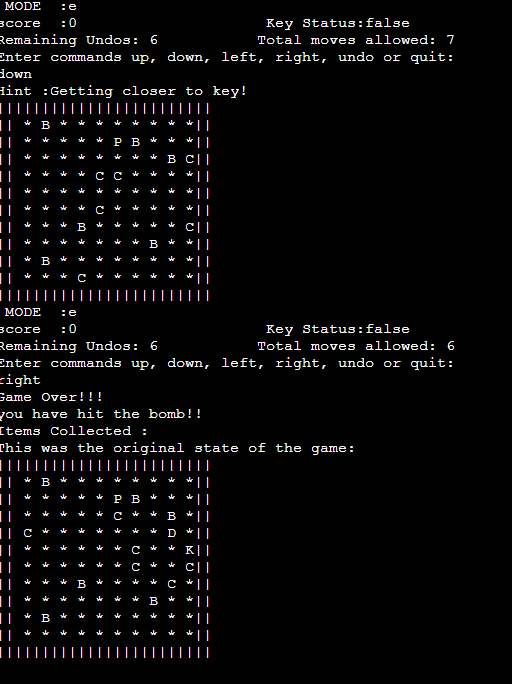 MODE  :e
score  :0                     Key Status:false
Remaining Undos: 6           Total moves allowed: 7
Enter commands up, down, left, right, undo or quit:
down
Hint :Getting closer to key!
||||||||||||||||||||||||
|| * B * * * * * * * *||
|| * * * * * P B * * *||
|| * * * * * * * * B C||
|| * * * * C C * * * *||
|| * * * * * * * * * *||
|| * * * * C * * * * *||
|| * * * B * * * * * C||
|| * * * * * * * B * *||
|| * B * * * * * * * *||
|| * * * C * * * * * *||
||||||||||||||||||||||||
MODE  :e
score  :0                     Key Status:false
Remaining Undos: 6           Total moves allowed: 6
Enter commands up, down, left, right, undo or quit:
right
Game Over!!!
you have hit the bomb!!
Items Collected :
This was the original state of the game:
||||||||||||||||||||||||
|| * B * * * * * * * *||
|| * * * * * P B * * *||
|| * * * * * C * * B *||
|| C * * * * * * * D *||
|| * * * * * * C * * K||
|| * * * * * * C * * C||
|| * * * B * * * * C *||
|| * * * * * * * B * *||
|| * B * * * * * * * *||
|| * * * * * * * * * *||
||||||||||||||||||||||||